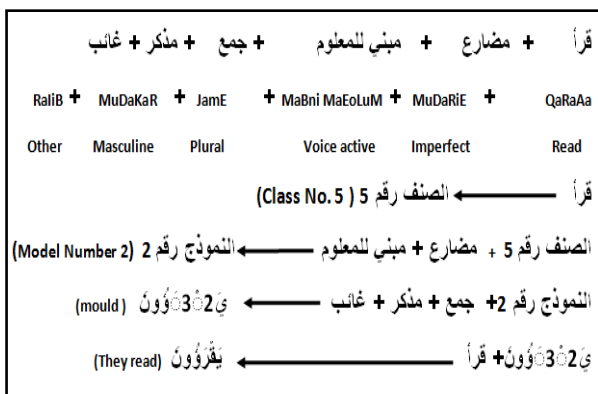 قرأ + مضارع + مبني للمعلوم + جمع + مذكر + غائب
RaliB + MuDaKaR + JamE + MaBni MaEoLuM + MuDaRiE + QaRaAa
Other Masculine Plural Voice active Imperfect Read
قرأ ← الصنف رقم 5 (Class No. 5)
الصنف رقم 5 + مضارع + مبني للمعلوم ← النموذج رقم 2 (Model Number 2)
النموذج رقم 2+ جمع + مذكر + غائب ← يَ2ْ3َؤُونَ (mould)
يَ2ْ3َؤُونَ+ قرأ ← يَقْرَؤُونَ (They read)